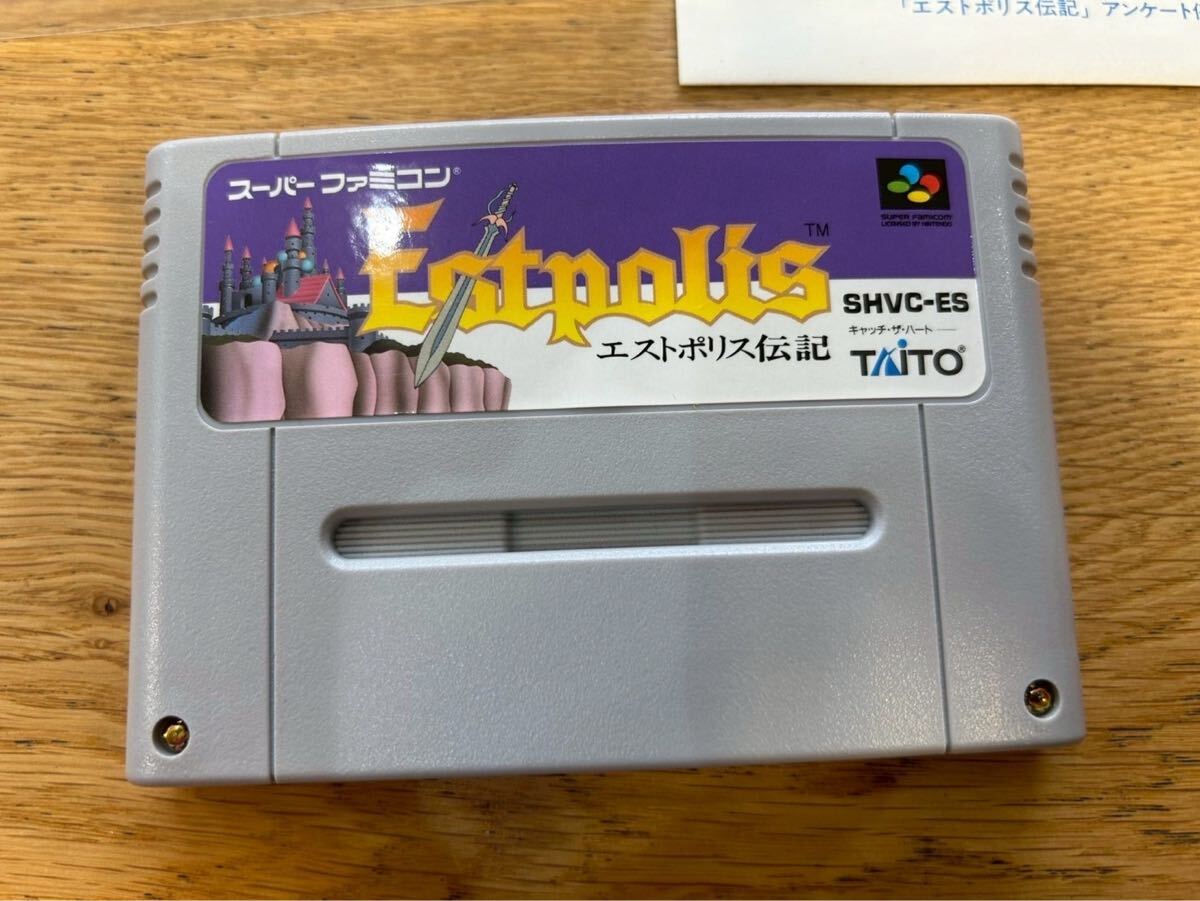 「エストポリス伝記」アンケート
スーパーファミコン®
Estpolis™
エストポリス伝記
SUPER FAMICOM
LICENSED BY NINTENDO
SHVC-ES
キャッチ・ザ・ハート
TAITO®